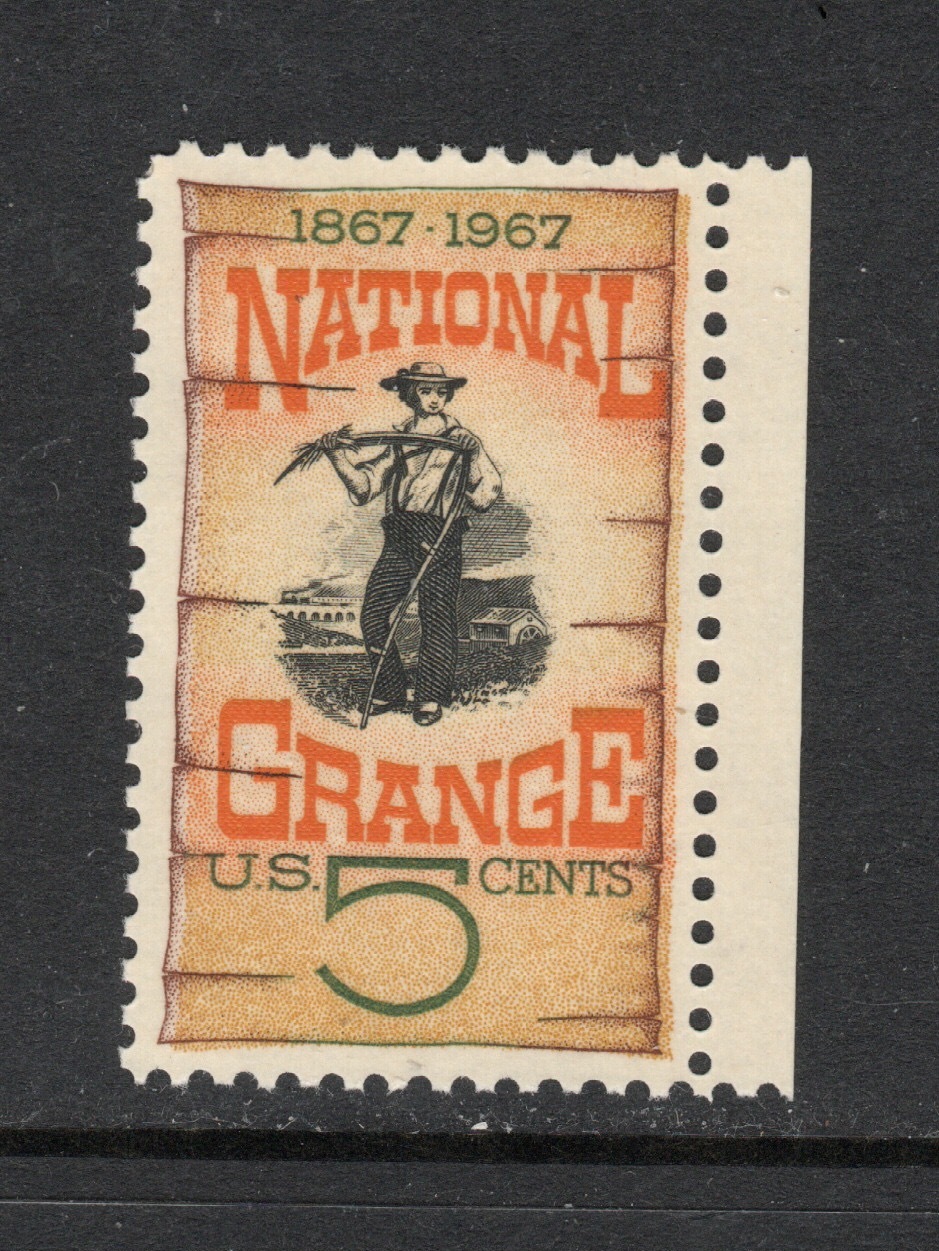 1867·1967
NATIONAL
GRANGE
U.S. 5 CENTS